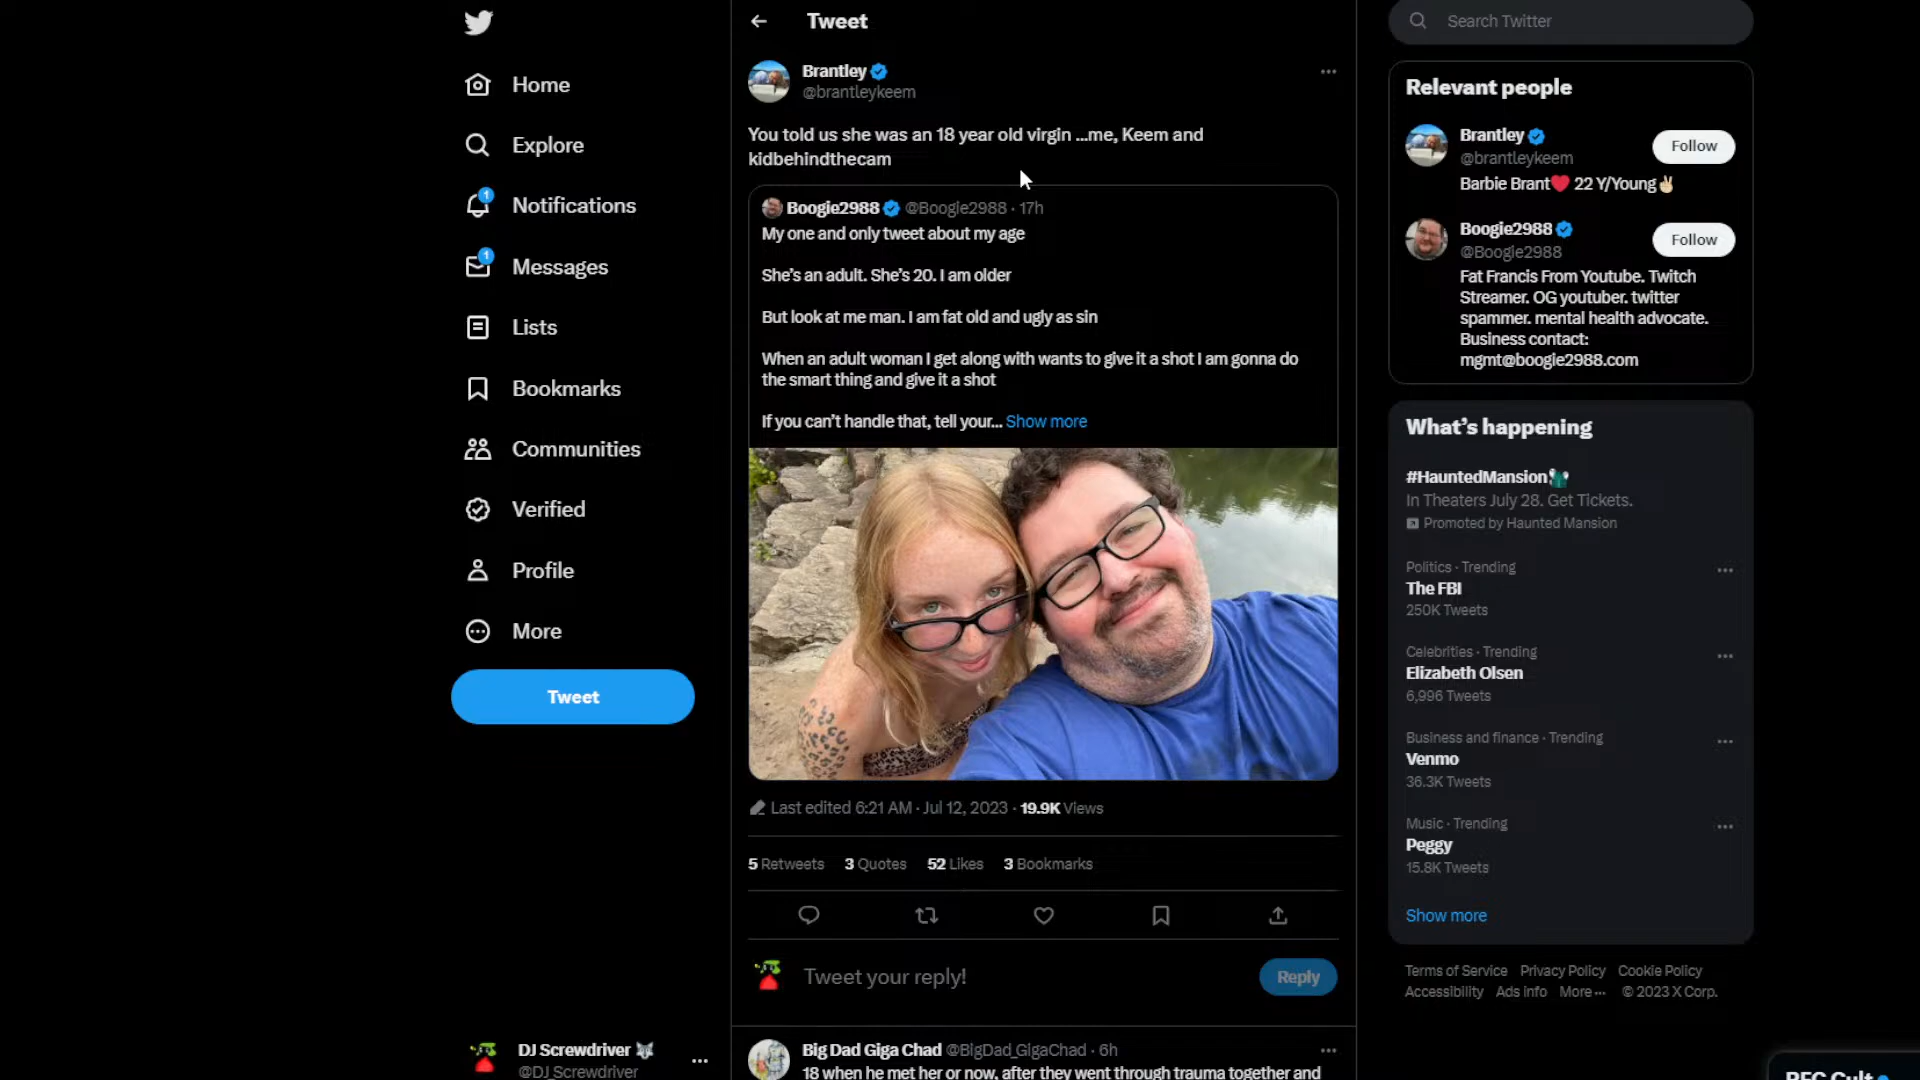 Home
Explore
1
Notifications
1
Messages
Lists
Bookmarks
Communities
Verified
Profile
More
Tweet
DJ Screwdriver
@DJ_Screwdriver
Tweet
Brantley
@brantleykeem
You told us she was an 18 year old virgin ...me, Keem and
kidbehindthecam
Boogie2988 @Boogie2988 · 17h
My one and only tweet about my age
She's an adult. She's 20. I am older
But look at me man. I am fat old and ugly as sin
When an adult woman I get along with wants to give it a shot I am gonna do
the smart thing and give it a shot
If you can't handle that, tell your... Show more
Last edited 6:21 AM · Jul 12, 2023 · 19.9K Views
5 Retweets 3 Quotes 52 Likes 3 Bookmarks
Tweet your reply!
Reply
Big Dad Giga Chad @BigDad_GigaChad · 6h
18 when he met her or now, after they went through trauma together and
Search Twitter
Relevant people
Brantley
@brantleykeem
Follow
Barbie Brant❤️ 22 Y/Young✌🏻
Boogie2988
@Boogie2988
Follow
Fat Francis From Youtube. Twitch
Streamer. OG youtuber. twitter
spammer. mental health advocate.
Business contact:
mgmt@boogie2988.com
What's happening
#HauntedMansion
In Theaters July 28. Get Tickets.
Promoted by Haunted Mansion
Politics · Trending
The FBI
250K Tweets
Celebrities · Trending
Elizabeth Olsen
6,996 Tweets
Business and finance · Trending
Venmo
36.3K Tweets
Music · Trending
Peggy
15.8K Tweets
Show more
Terms of Service Privacy Policy Cookie Policy
Accessibility Ads info More ··· © 2023 X Corp.